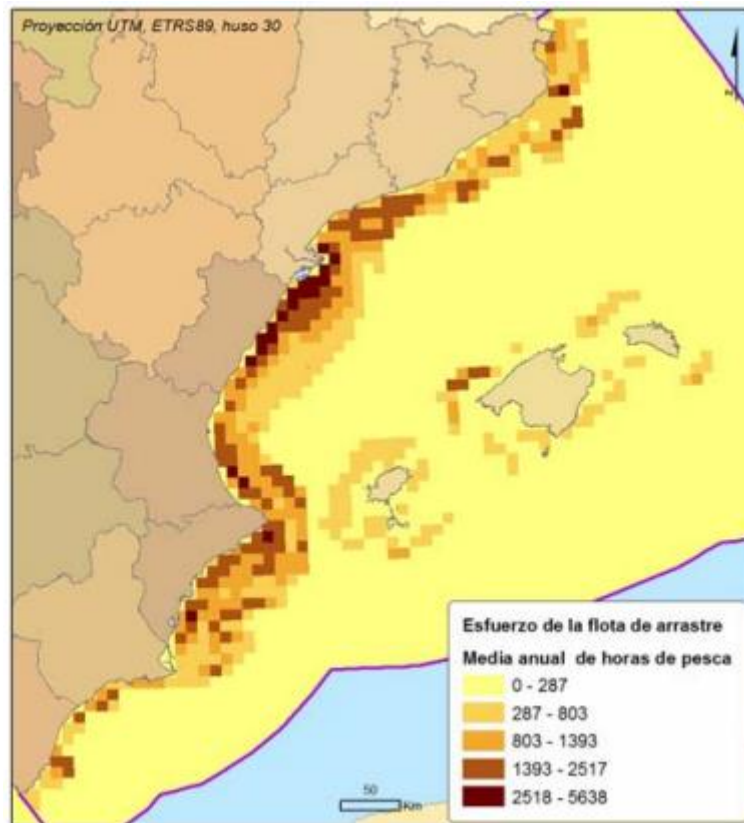 Proyección UTM, ETRS89, huso 30
Esfuerzo de la flota de arrastre
Media anual de horas de pesca
0 - 287
287 - 803
803 - 1393
1393 - 2517
2518 - 5638
50
Km